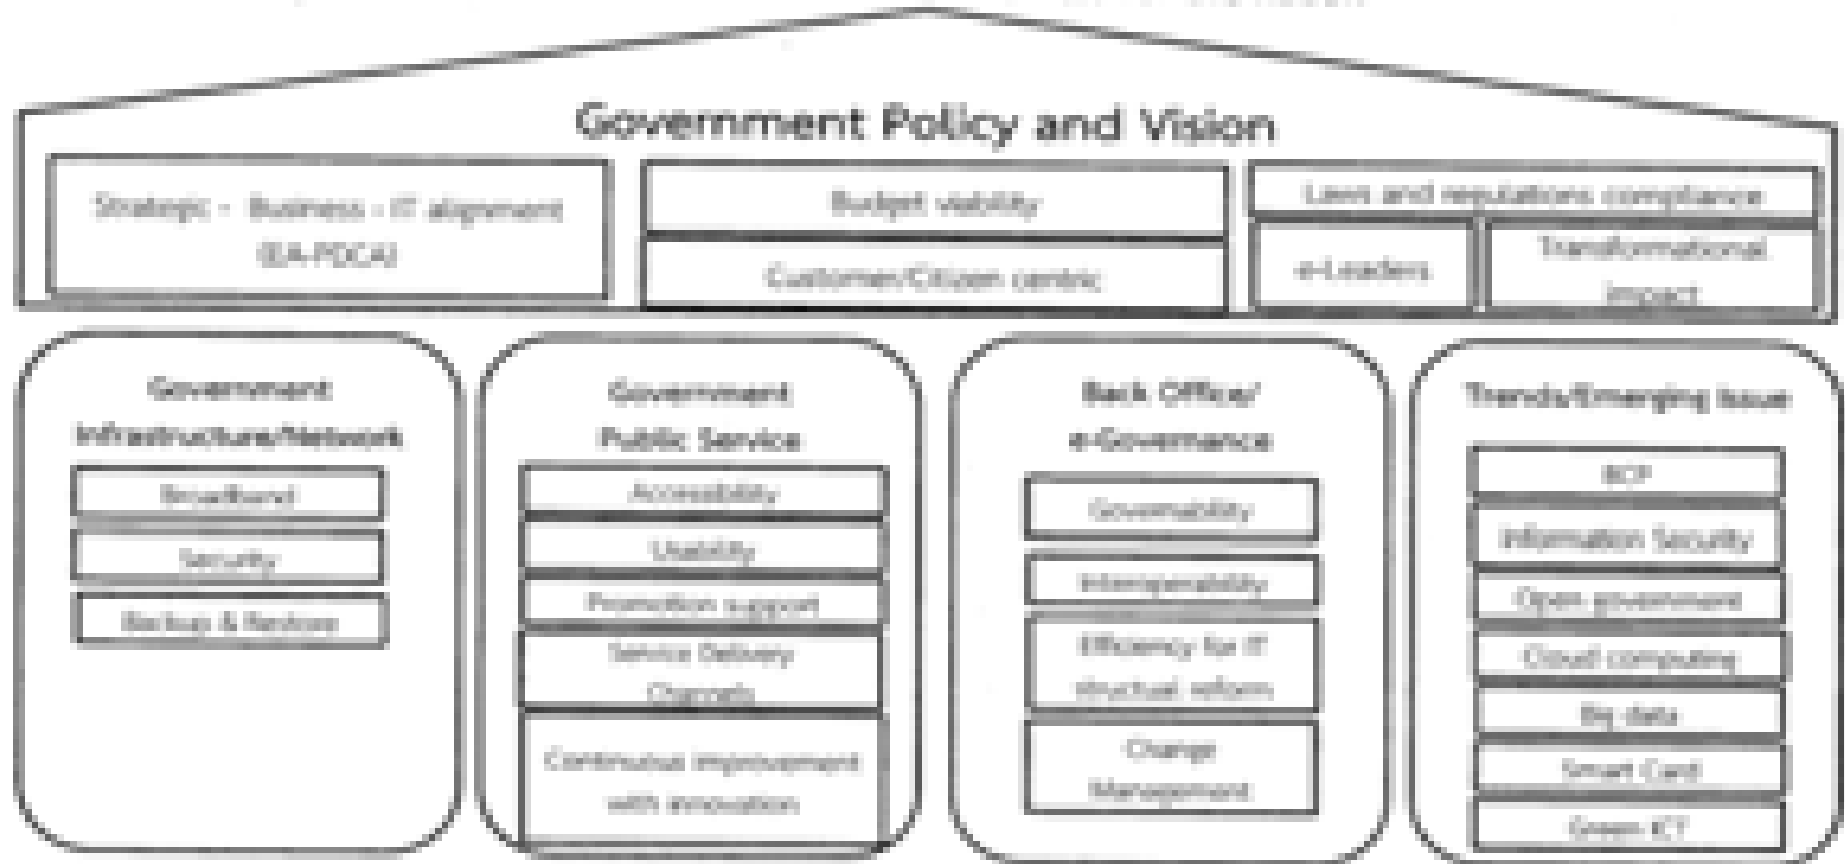 Government Policy and Vision
Strategic - Business - IT alignment
(EA-PDCA)
Budget viability
Customer/Citizen centric
Laws and regulations compliance
e-Leaders
Transformational
impact
Government
Infrastructure/Network
Broadband
Security
Backup & Restore
Government
Public Service
Accessibility
Usability
Promotion support
Service Delivery
Channels
Continuous improvement
with innovation
Back Office/
e-Governance
Governability
Interoperability
Efficiency for IT
structual reform
Change
Management
Trends/Emerging Issue
BCP
Information Security
Open government
Cloud computing
Big data
Smart Card
Green ICT